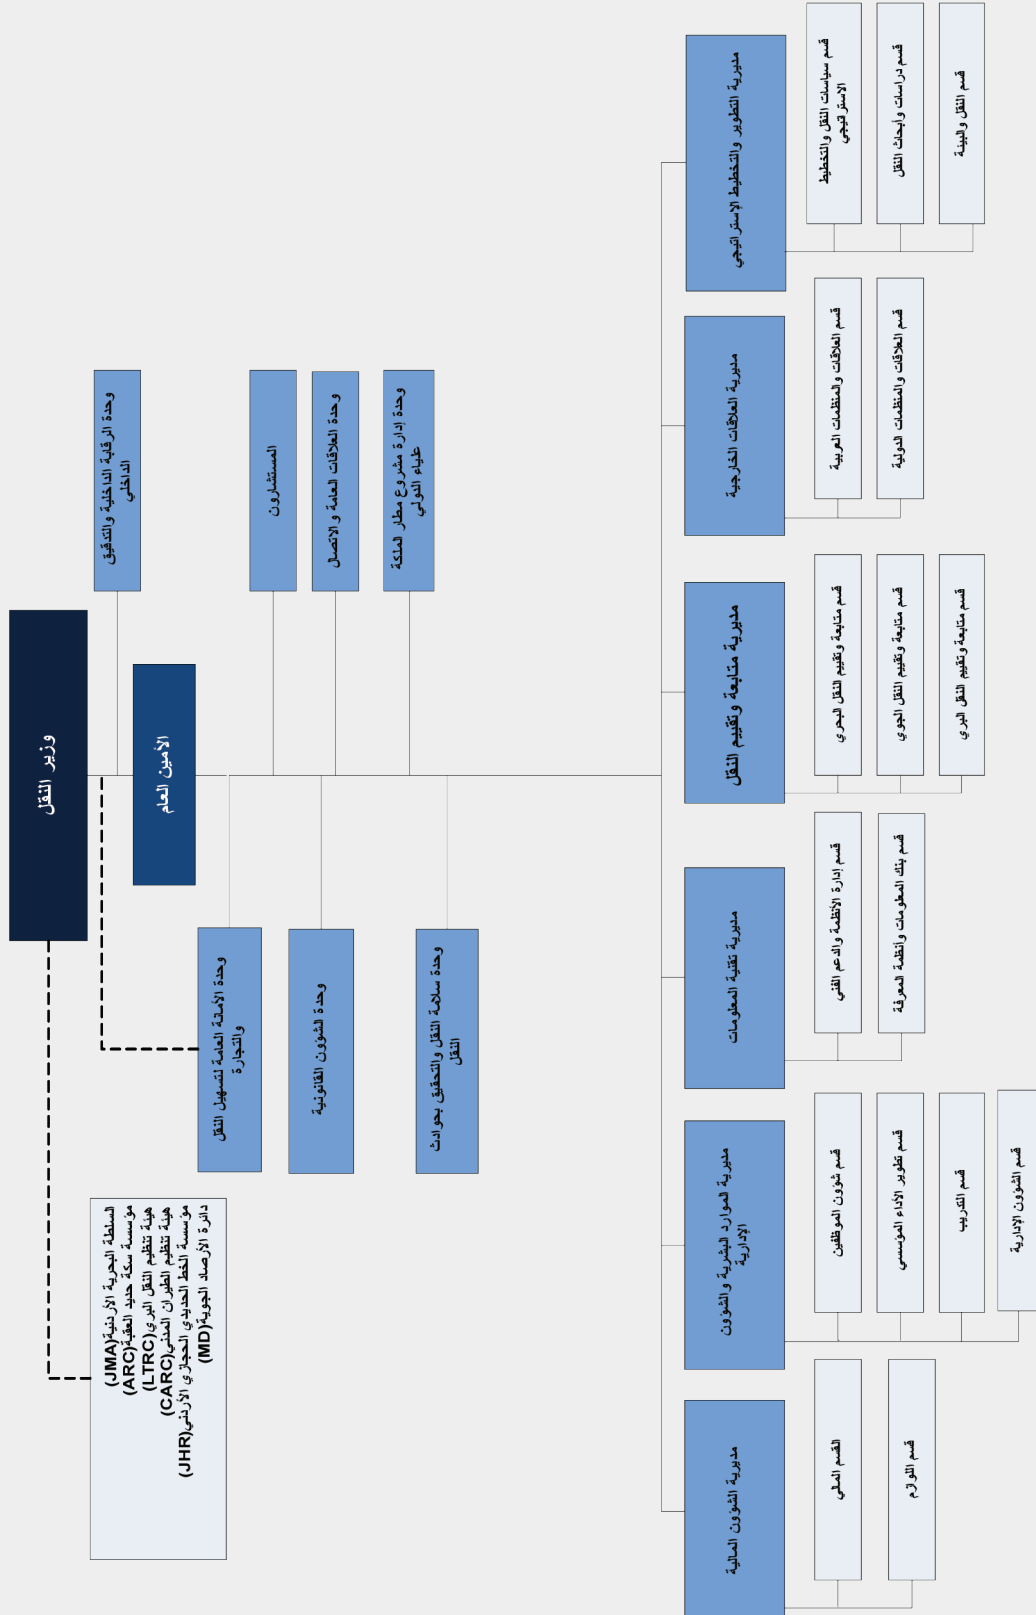 وزير النقل
الأمين العام
وحدة الرقابة الداخلية والتدقيق
الداخلي
المستشارون
وحدة العلاقات العامة والاتصال
وحدة إدارة مشروع مطار الملكة
علياء الدولي
وحدة الأمانة العامة لتسهيل النقل
والتجارة
وحدة الشؤون القانونية
وحدة سلامة النقل والتحقيق بحوادث
النقل
السلطة البحرية الأردنية(JMA)
مؤسسة سكة حديد العقبة(ARC)
هيئة تنظيم النقل البري(LTRC)
هيئة تنظيم الطيران المدني(CARC)
مؤسسة الخط الحديدي الحجازي الأردني(JHR)
دائرة الأرصاد الجوية(MD)
مديرية التطوير والتخطيط الإستراتيجي
قسم سياسات النقل والتخطيط
الاستراتيجي
قسم دراسات وأبحاث النقل
قسم النقل والبيئة
مديرية العلاقات الخارجية
قسم العلاقات والمنظمات العربية
قسم العلاقات والمنظمات الدولية
مديرية متابعة وتقييم النقل
قسم متابعة وتقييم النقل البحري
قسم متابعة وتقييم النقل الجوي
قسم متابعة وتقييم النقل البري
مديرية تقنية المعلومات
قسم إدارة الأنظمة والدعم الفني
قسم بنك المعلومات وأنظمة المعرفة
مديرية الموارد البشرية والشؤون
الإدارية
قسم شؤون الموظفين
قسم تطوير الأداء المؤسسي
قسم التدريب
قسم الشؤون الإدارية
مديرية الشؤون المالية
القسم المالي
قسم اللوازم